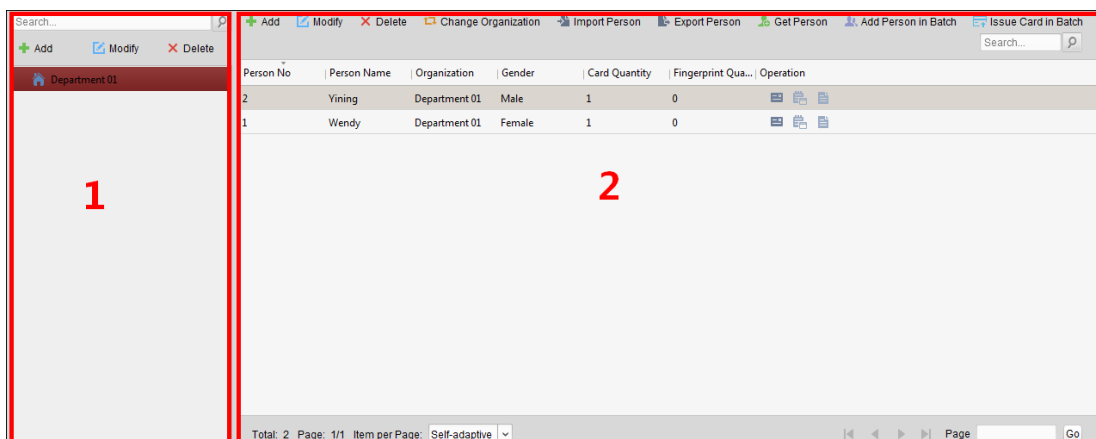 Search...
Add Modify Delete
Department 01
1
Add Modify Delete Change Organization Import Person Export Person Get Person Add Person in Batch Issue Card in Batch
Search...
Person No Person Name Organization Gender Card Quantity Fingerprint Qua... Operation
2 Yining Department 01 Male 1 0
1 Wendy Department 01 Female 1 0
2
Total: 2 Page: 1/1 Item per Page: Self-adaptive Page Go